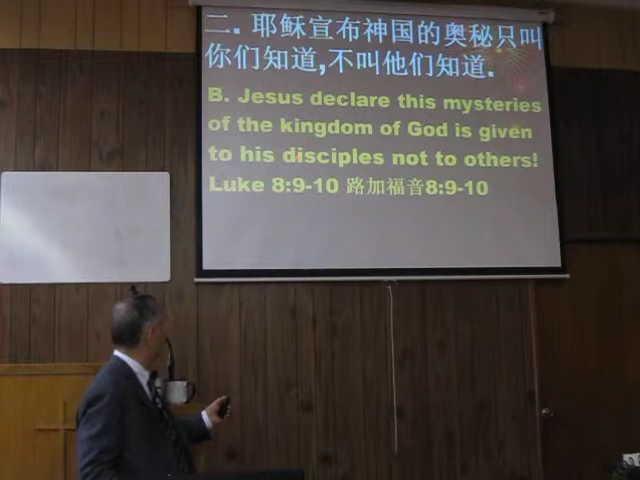 二. 耶稣宣布神国的奥秘只叫
你们知道,不叫他们知道.
B. Jesus declare this mysteries
of the kingdom of God is given
to his disciples not to others!
Luke 8:9-10 路加福音8:9-10